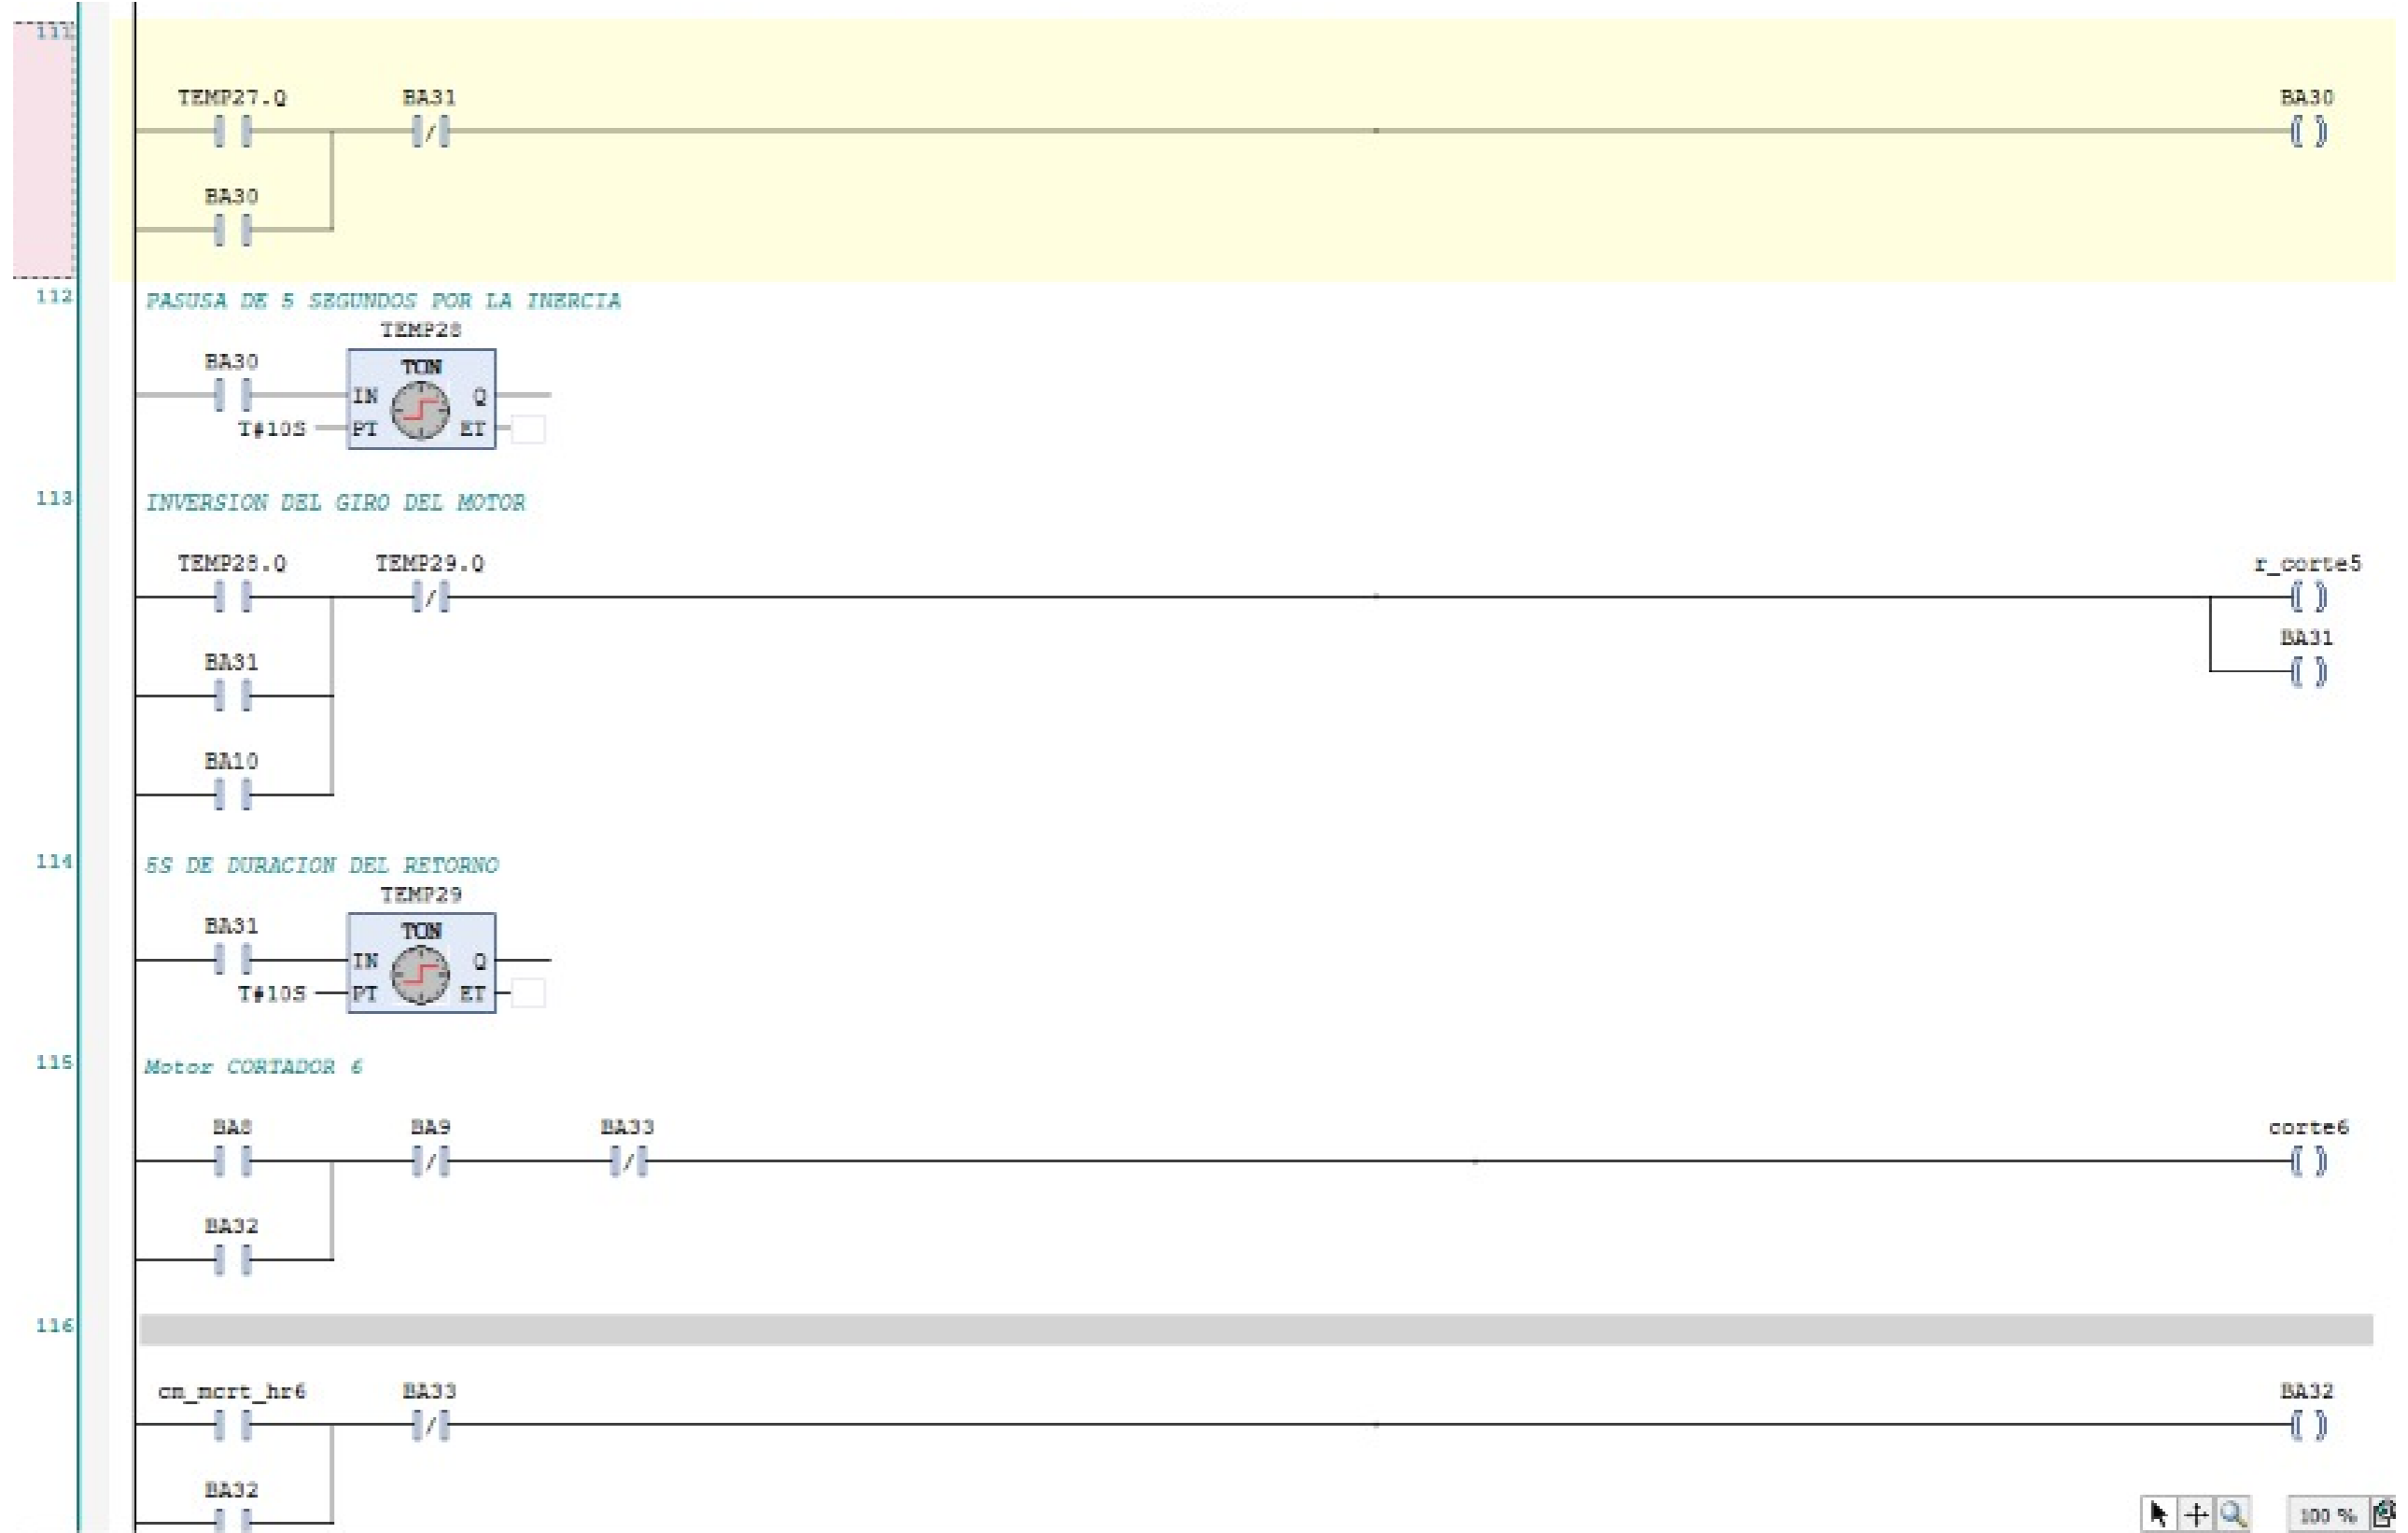 111
TEMP27.Q BA31 BA30
BA30
112 PASUSA DE 5 SEGUNDOS POR LA INERCIA
TEMP28
BA30 TON
IN Q
T#10S PT ET
113 INVERSION DEL GIRO DEL MOTOR
TEMP28.Q TEMP29.Q r_corte5
BA31
BA31
BA10
114 5S DE DURACION DEL RETORNO
TEMP29
BA31 TON
IN Q
T#10S PT ET
115 Motor CORTADOR 6
BA8 BA9 BA33 corte6
BA32
116
cm_mcrt_hr6 BA33 BA32
BA32
100 %